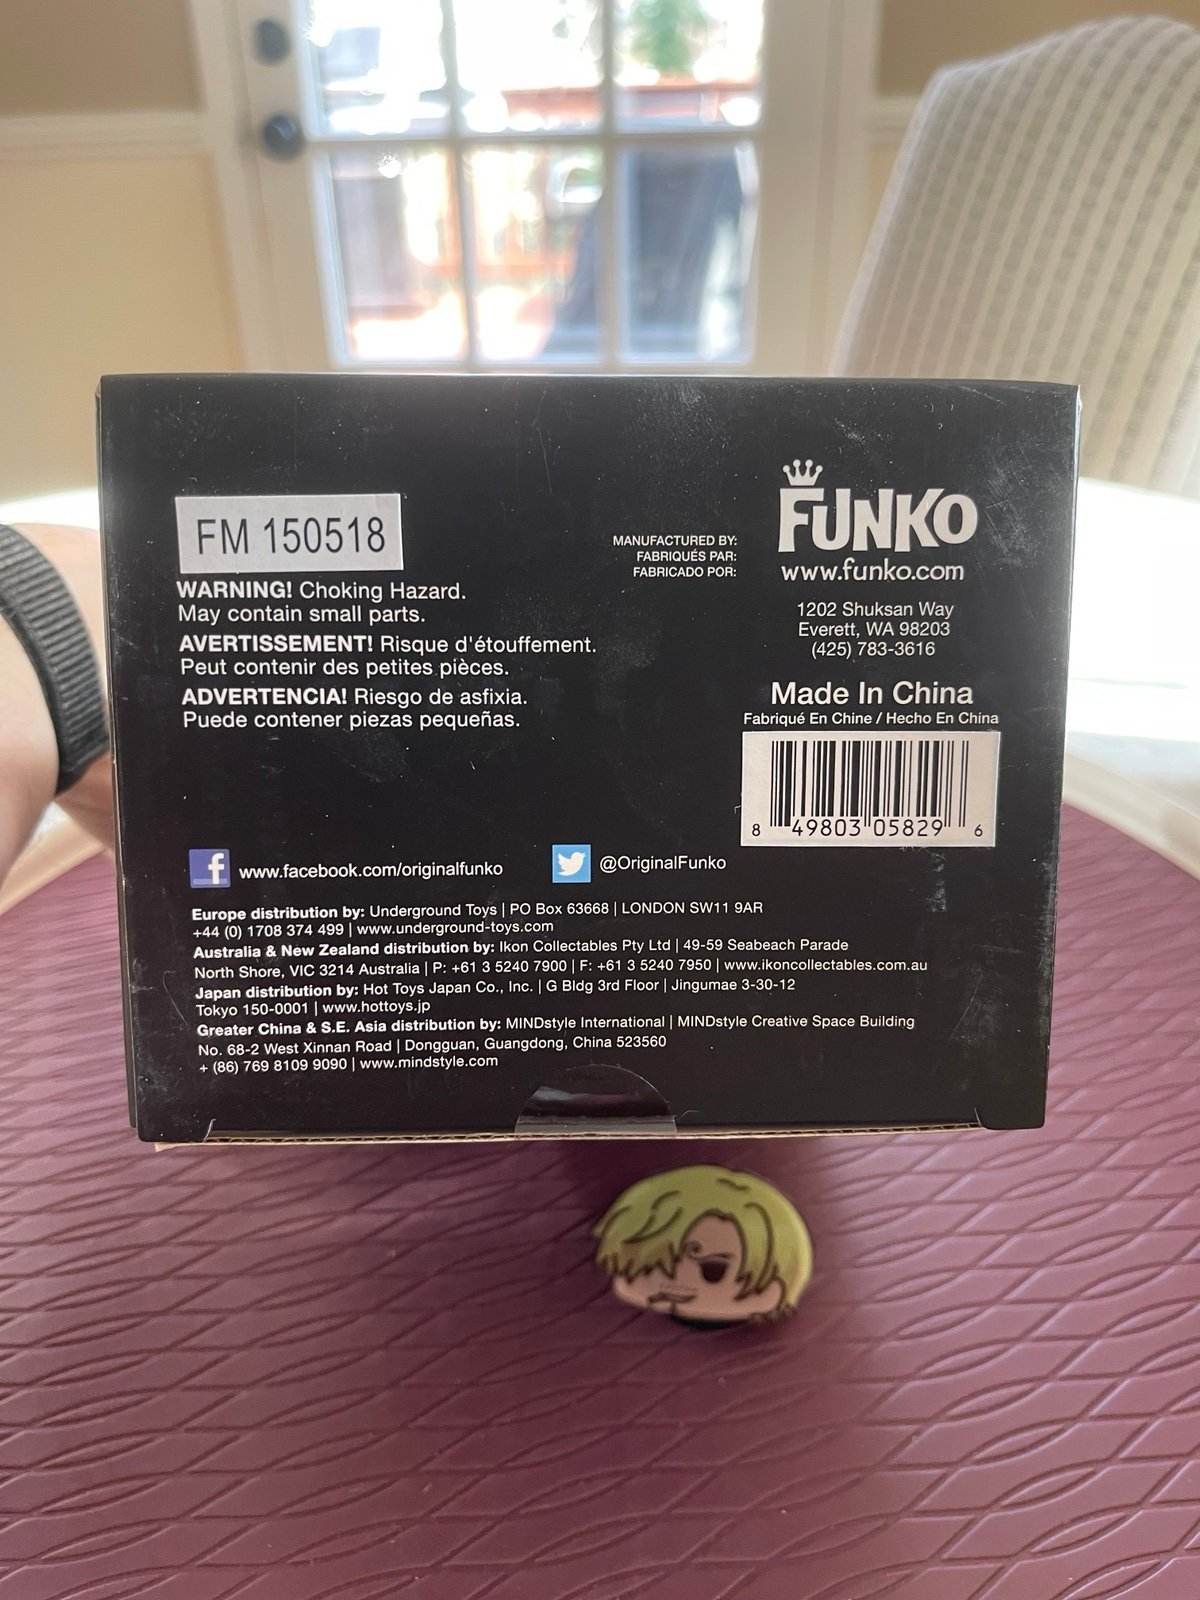 FM 150518
WARNING! Choking Hazard.
May contain small parts.
AVERTISSEMENT! Risque d'étouffement.
Peut contenir des petites pièces.
ADVERTENCIA! Riesgo de asfixia.
Puede contener piezas pequeñas.
MANUFACTURED BY:
FABRIQUÉS PAR:
FABRICADO POR:
FUNKO
www.funko.com
1202 Shuksan Way
Everett, WA 98203
(425) 783-3616
Made In China
Fabriqué En Chine / Hecho En China
8 49803 05829 6
f www.facebook.com/originalfunko
@OriginalFunko
Europe distribution by: Underground Toys | PO Box 63668 | LONDON SW11 9AR
+44 (0) 1708 374 499 | www.underground-toys.com
Australia & New Zealand distribution by: Ikon Collectables Pty Ltd | 49-59 Seabeach Parade
North Shore, VIC 3214 Australia | P: +61 3 5240 7900 | F: +61 3 5240 7950 | www.ikoncollectables.com.au
Japan distribution by: Hot Toys Japan Co., Inc. | G Bldg 3rd Floor | Jingumae 3-30-12
Tokyo 150-0001 | www.hottoys.jp
Greater China & S.E. Asia distribution by: MINDstyle International | MINDstyle Creative Space Building
No. 68-2 West Xinnan Road | Dongguan, Guangdong, China 523560
+ (86) 769 8109 9090 | www.mindstyle.com